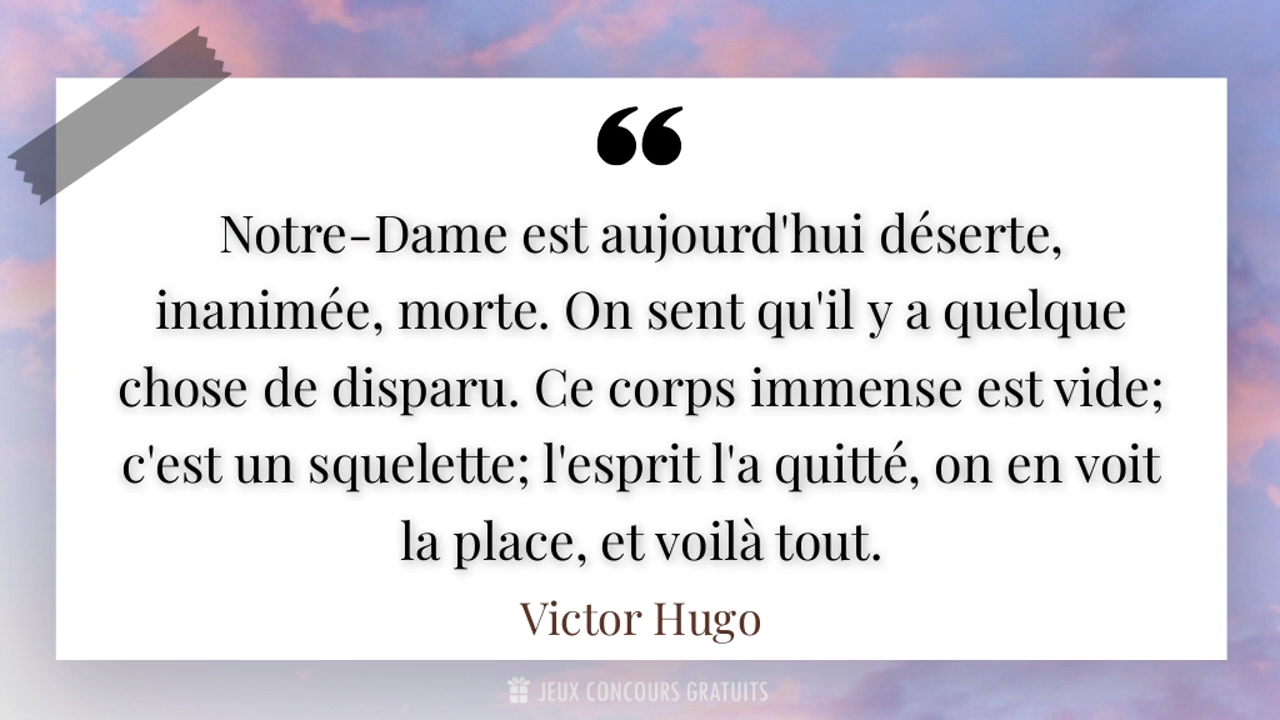 “
Notre-Dame est aujourd'hui déserte,
inanimée, morte. On sent qu'il y a quelque
chose de disparu. Ce corps immense est vide;
c'est un squelette; l'esprit l'a quitté, on en voit
la place, et voilà tout.
Victor Hugo
JEUX CONCOURS GRATUITS